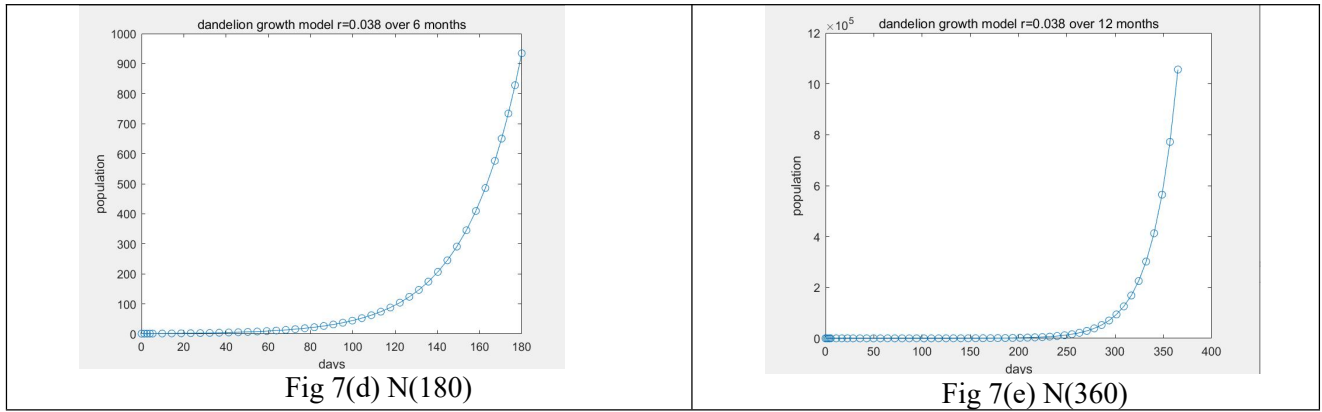 dandelion growth model r=0.038 over 6 months
1000
900
800
700
600
500
400
300
200
100
0
population
0 20 40 60 80 100 120 140 160 180
days
Fig 7(d) N(180)
dandelion growth model r=0.038 over 12 months
×10⁵
12
10
8
6
4
2
0
population
0 50 100 150 200 250 300 350 400
days
Fig 7(e) N(360)